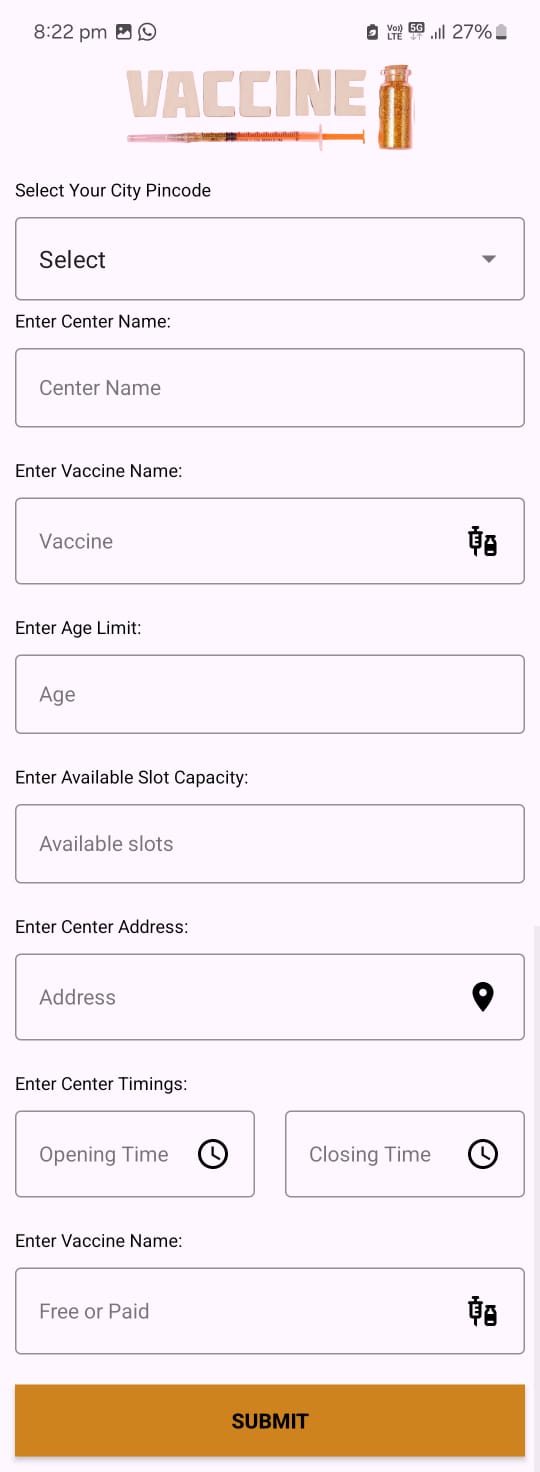 8:22 pm Vo)) LTE 5G 27%
VACCINE
Select Your City Pincode
Select
Enter Center Name:
Center Name
Enter Vaccine Name:
Vaccine
Enter Age Limit:
Age
Enter Available Slot Capacity:
Available slots
Enter Center Address:
Address
Enter Center Timings:
Opening Time Closing Time
Enter Vaccine Name:
Free or Paid
SUBMIT